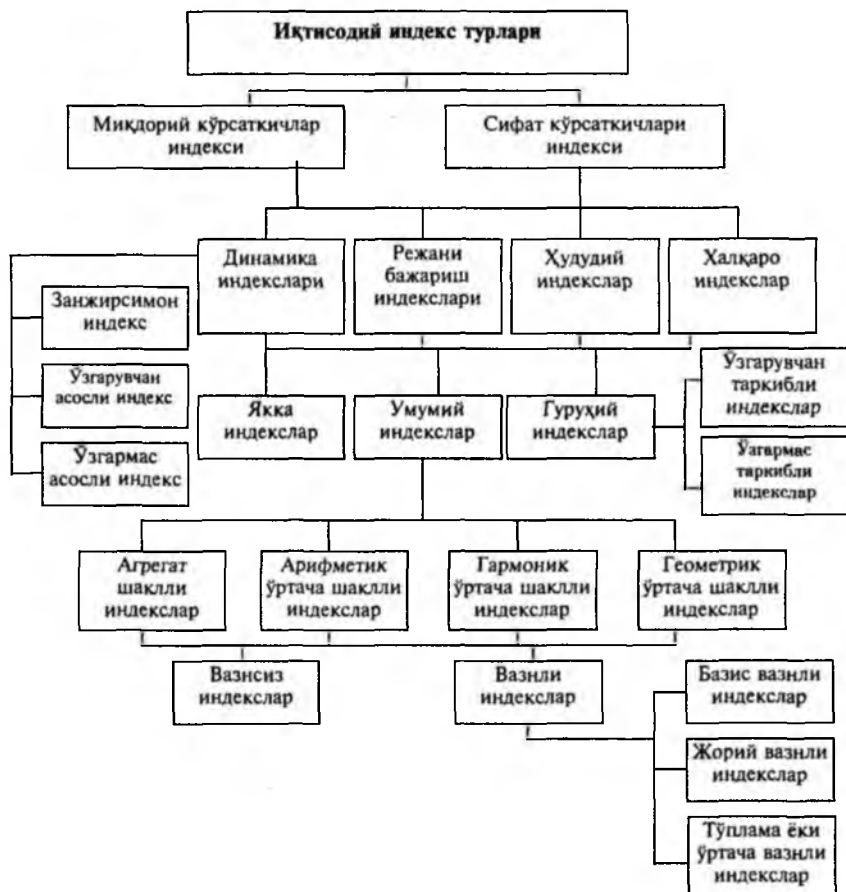 Иқтисодий индекс турлари
Миқдорий кўрсаткичлар
индекси
Сифат кўрсаткичлари
индекси
Динамика
индекслари
Режани
бажариш
индекслари
Ҳудудий
индекслар
Халқаро
индекслар
Занжирсимон
индекс
Ўзгарувчан
асосли индекс
Ўзгармас
асосли индекс
Якка
индекслар
Умумий
индекслар
Гуруҳий
индекслар
Ўзгарувчан
таркибли
индекслар
Ўзгармас
таркибли
индекслар
Агрегат
шаклли
индекслар
Арифметик
ўртача шаклли
индекслар
Гармоник
ўртача шаклли
индекслар
Геометрик
ўртача шаклли
индекслар
Вазнсиз
индекслар
Вазнли
индекслар
Базис вазнли
индекслар
Жорий вазнли
индекслар
Тўплама ёки
ўртача вазнли
индекслар